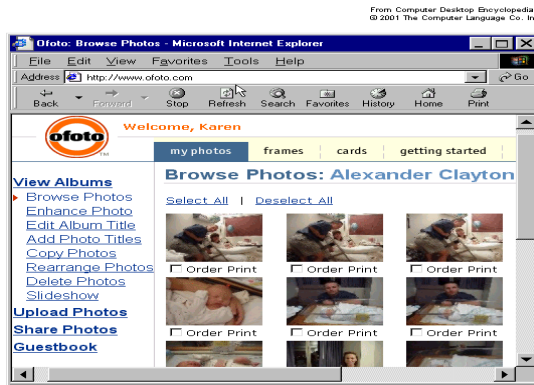 From Computer Desktop Encyclopedia
© 2001 The Computer Language Co. In
Ofoto: Browse Photos - Microsoft Internet Explorer
File Edit View Favorites Tools Help
Address http://www.ofoto.com Go
Back Forward Stop Refresh Search Favorites History Home Print
ofoto
Welcome, Karen
my photos frames cards getting started
Browse Photos: Alexander Clayton
Select All | Deselect All
View Albums
Browse Photos
Enhance Photo
Edit Album Title
Add Photo Titles
Copy Photos
Rearrange Photos
Delete Photos
Slideshow
Upload Photos
Share Photos
Guestbook
Order Print Order Print Order Print
Order Print Order Print Order Print